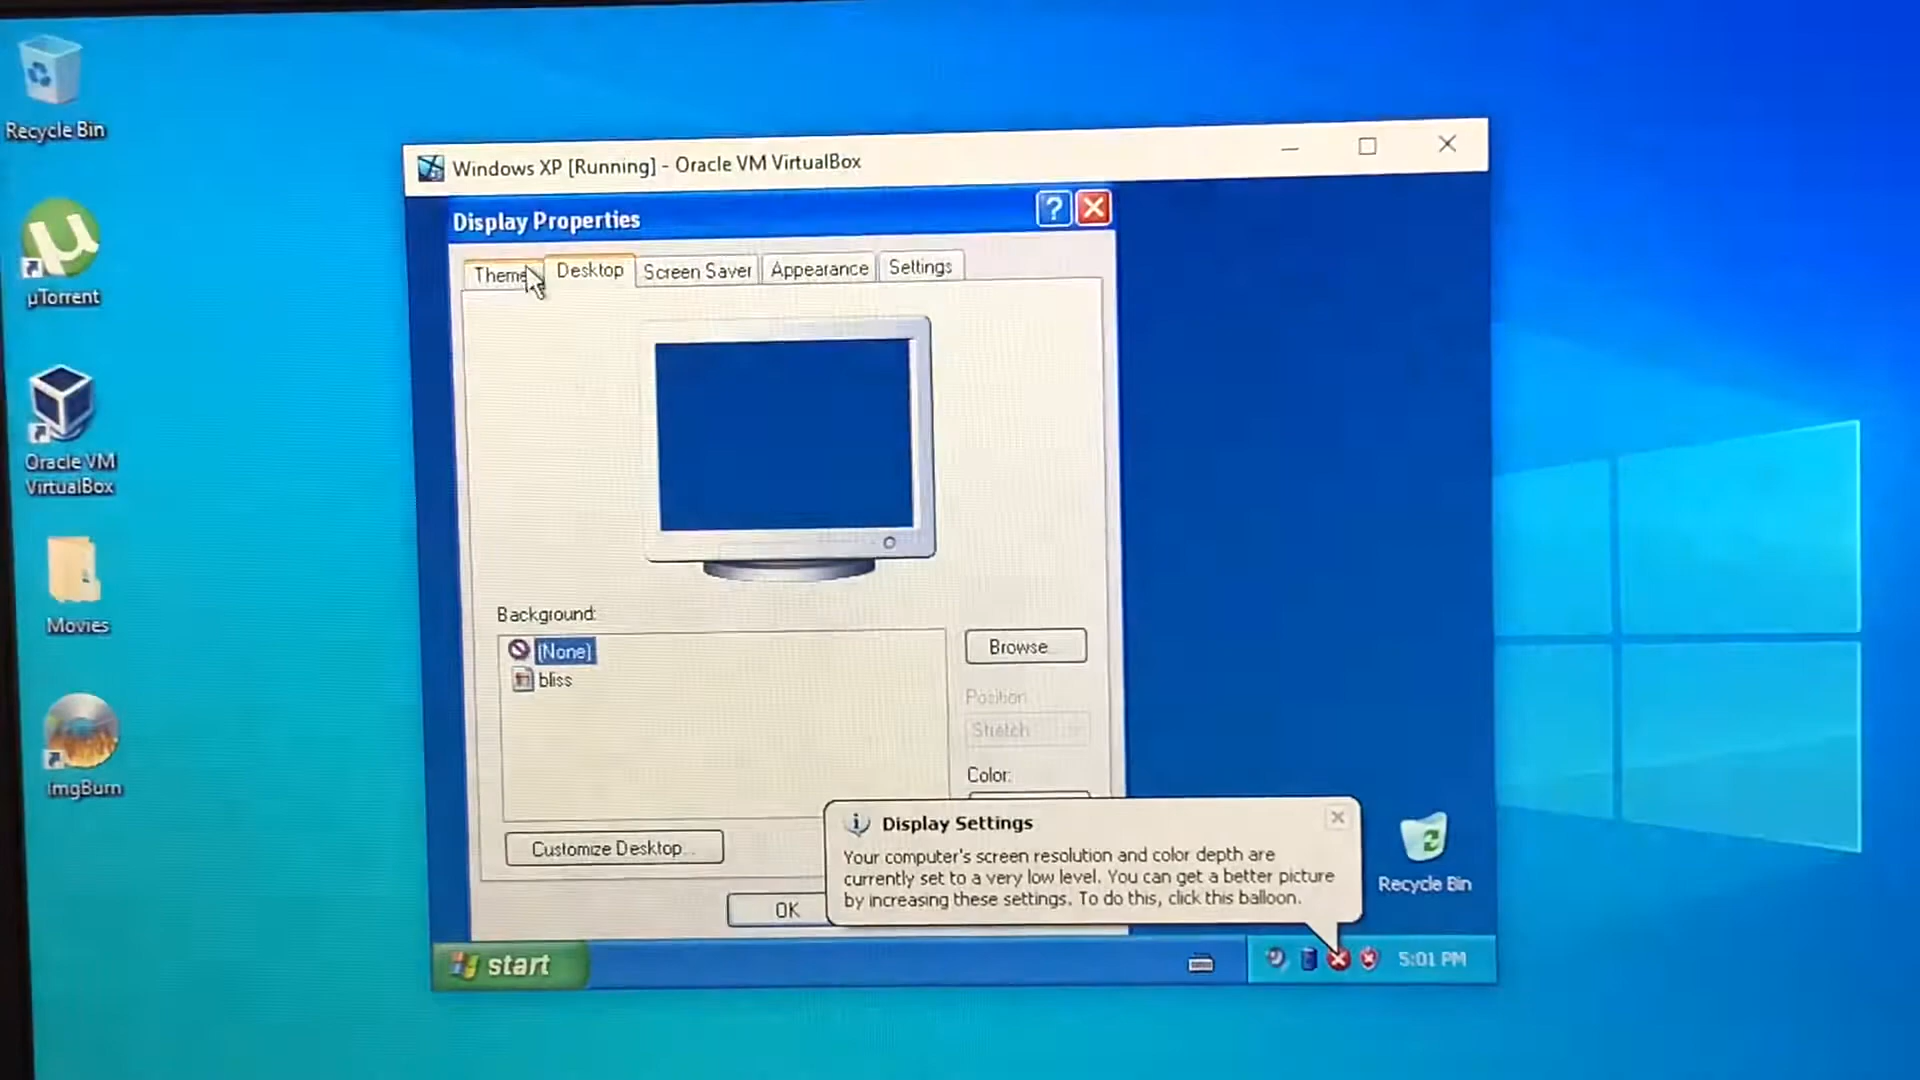 Recycle Bin
µTorrent
Oracle VM
VirtualBox
Movies
ImgBurn
Windows XP [Running] - Oracle VM VirtualBox
Display Properties
?
Desktop
Screen Saver
Appearance
Settings
Background:
(None)
bliss
Browse...
Position:
Stretch
Color:
Customize Desktop...
OK
Display Settings
Your computer's screen resolution and color depth are
currently set to a very low level. You can get a better picture
by increasing these settings. To do this, click this balloon.
Recycle Bin
start
5:01 PM